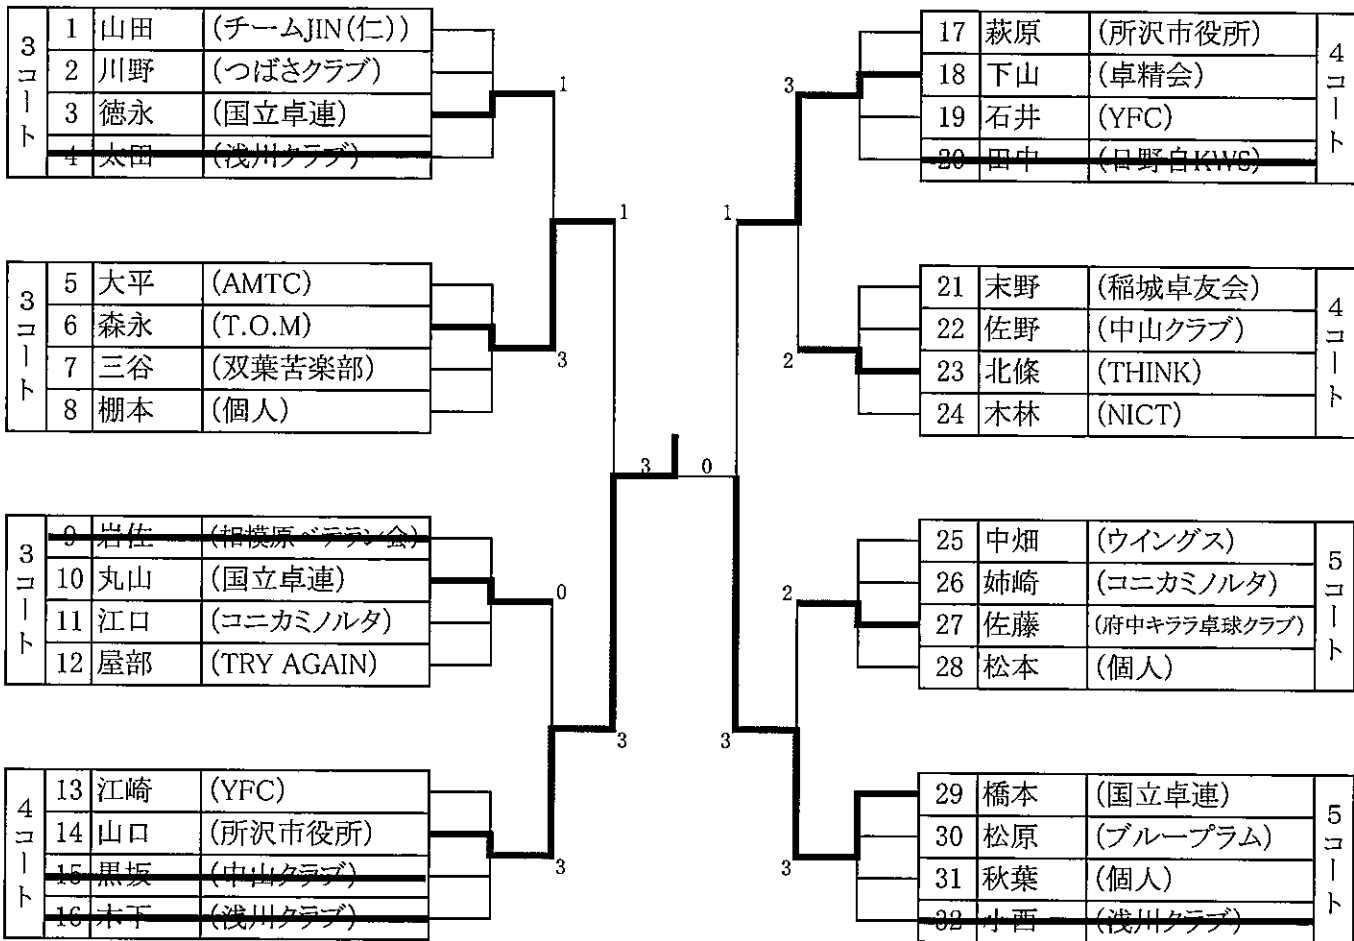 3コート
1 山田 (チームJIN(仁))
2 川野 (つばさクラブ)
3 徳永 (国立卓連)
4 太田 (浅川クラブ)
3コート
5 大平 (AMTC)
6 森永 (T.O.M)
7 三谷 (双葉苦楽部)
8 棚本 (個人)
3コート
9 岩佐 (相模原ベテラン会)
10 丸山 (国立卓連)
11 江口 (コニカミノルタ)
12 屋部 (TRY AGAIN)
4コート
13 江崎 (YFC)
14 山口 (所沢市役所)
15 黒坂 (中山クラブ)
16 木下 (浅川クラブ)
1
3
0
3
1
3
3 0
1
3
3
2
2
3
17 萩原 (所沢市役所)
18 下山 (卓精会)
19 石井 (YFC)
20 田中 (日野自KWS)
4コート
21 末野 (稲城卓友会)
22 佐野 (中山クラブ)
23 北條 (THINK)
24 木林 (NICT)
4コート
25 中畑 (ウイングス)
26 姉崎 (コニカミノルタ)
27 佐藤 (府中キララ卓球クラブ)
28 松本 (個人)
5コート
29 橋本 (国立卓連)
30 松原 (ブループラム)
31 秋葉 (個人)
32 小西 (浅川クラブ)
5コート